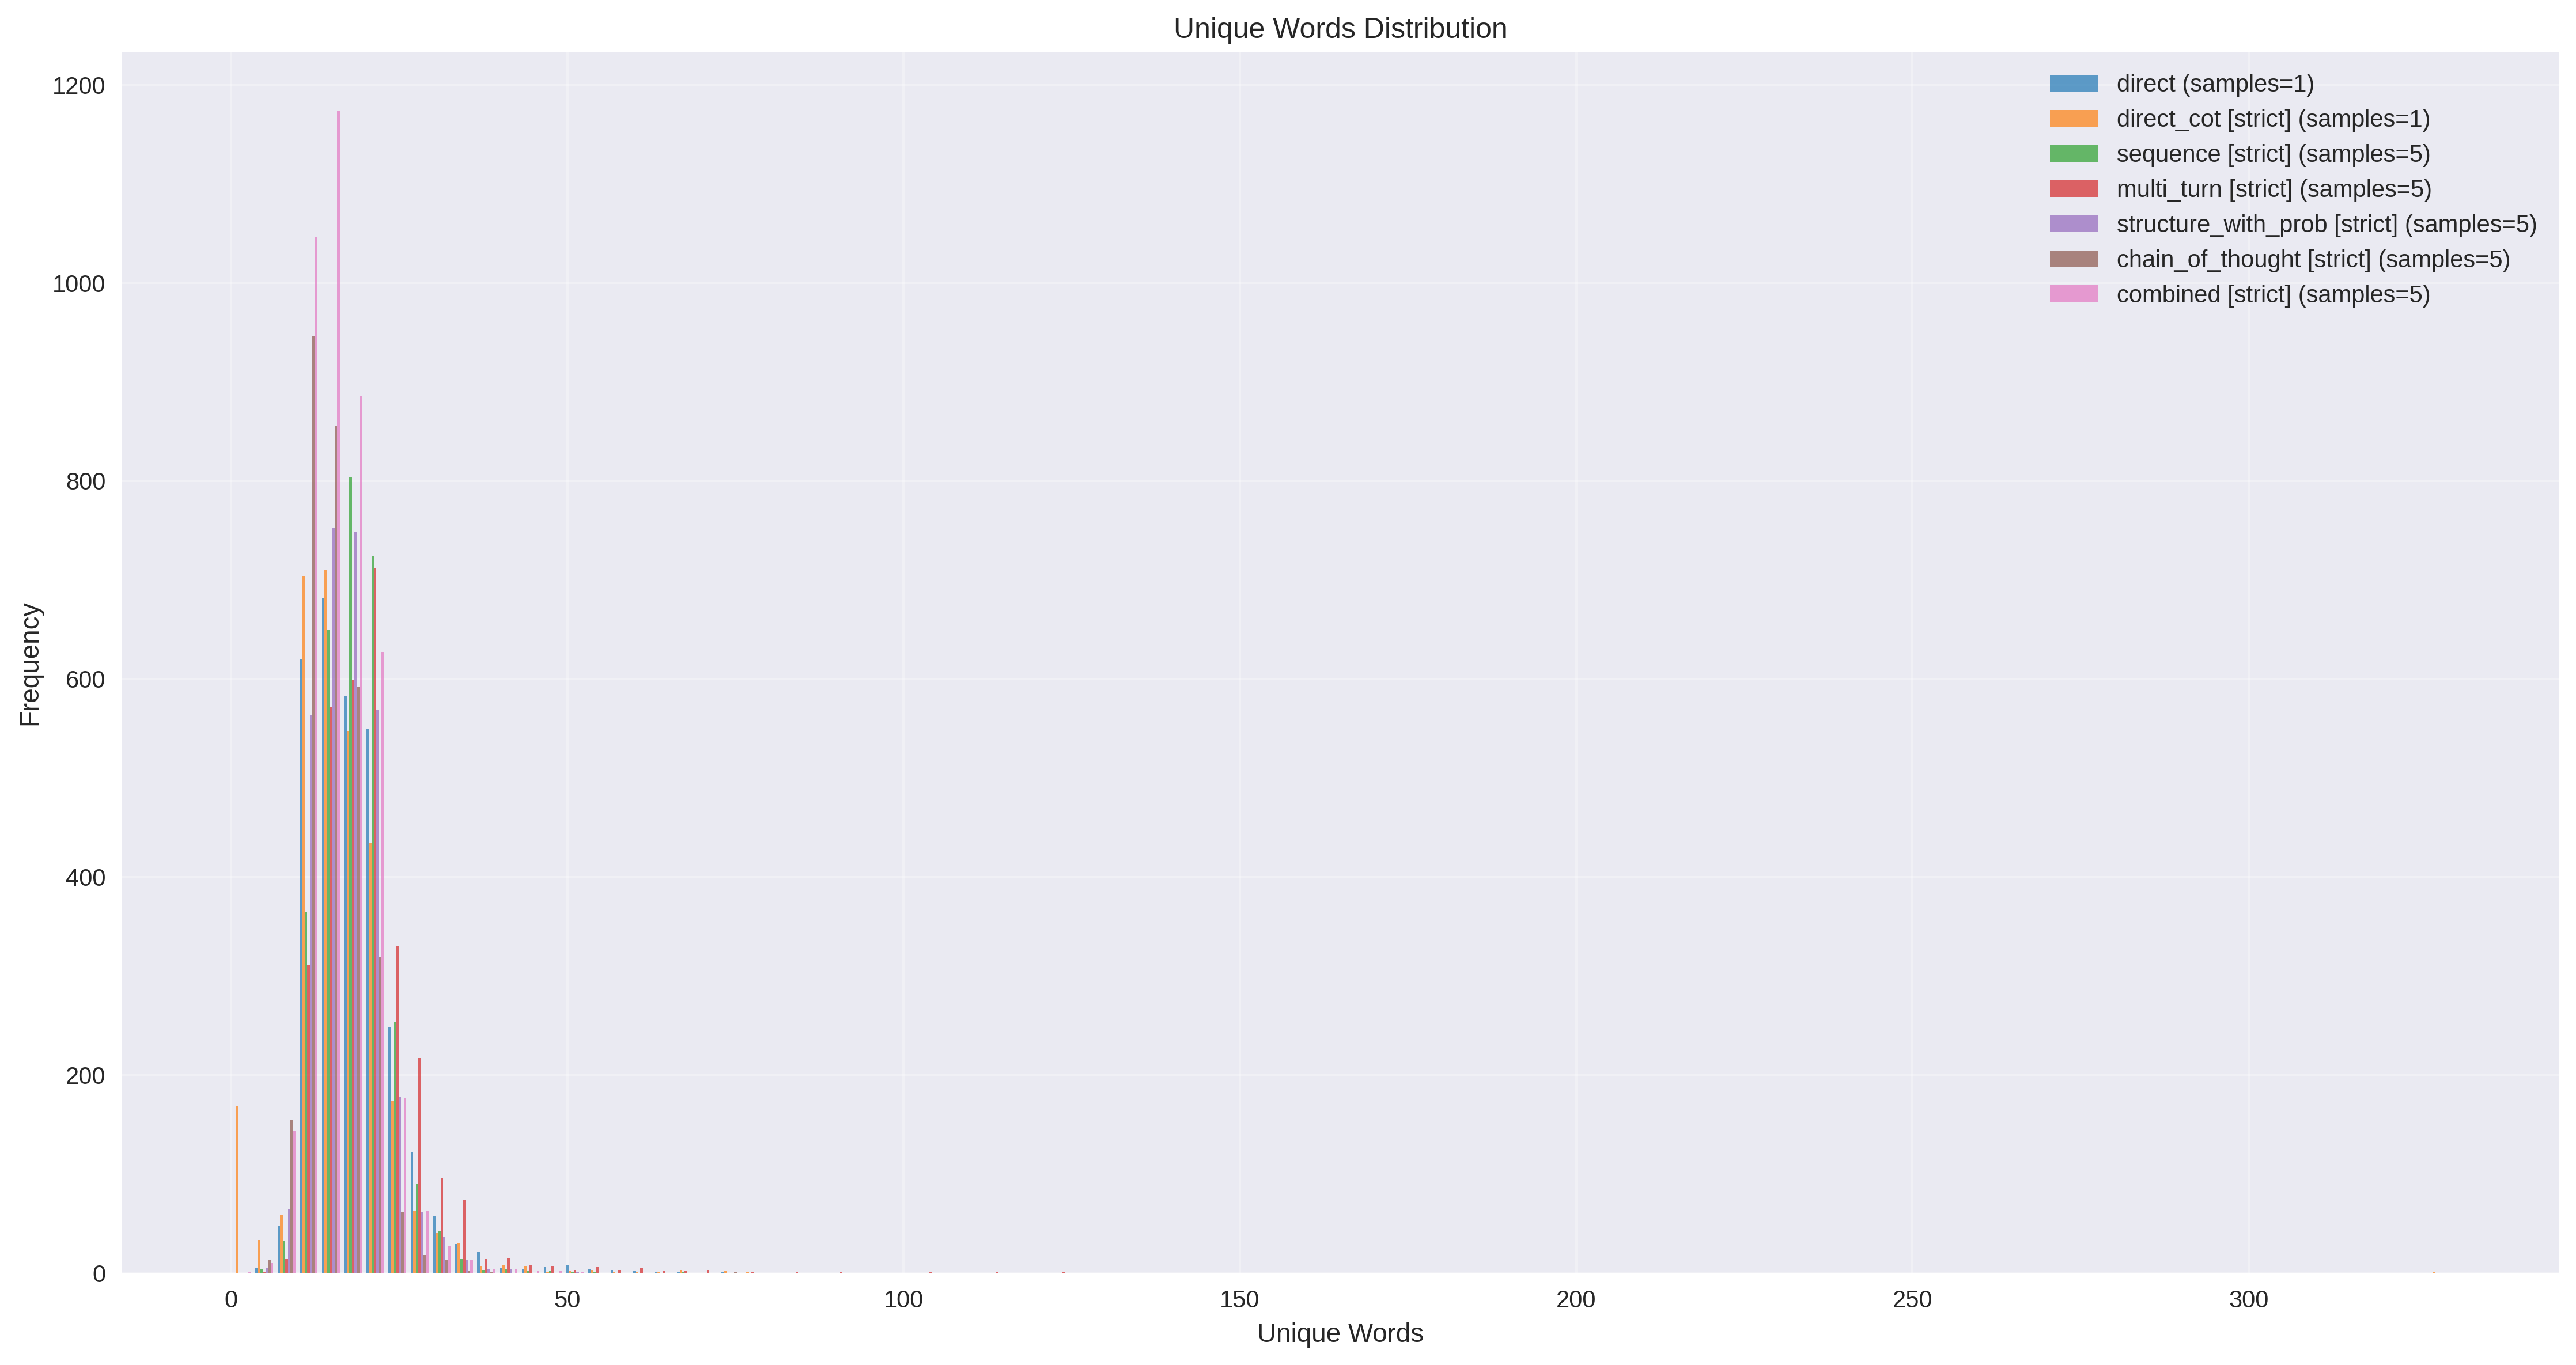 Unique Words Distribution
1200
1000
800
600
400
200
0
Frequency
direct (samples=1)
direct_cot [strict] (samples=1)
sequence [strict] (samples=5)
multi_turn [strict] (samples=5)
structure_with_prob [strict] (samples=5)
chain_of_thought [strict] (samples=5)
combined [strict] (samples=5)
0 50 100 150 200 250 300
Unique Words